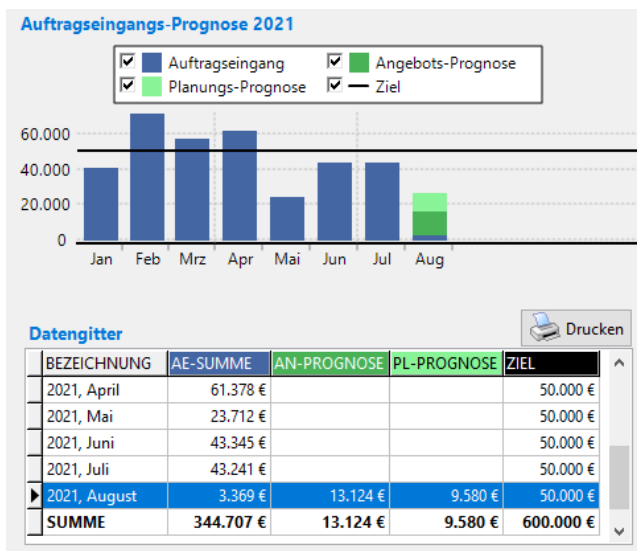 Auftragseingangs-Prognose 2021
Auftragseingang Angebots-Prognose
Planungs-Prognose Ziel
60.000
40.000
20.000
0
Jan Feb Mrz Apr Mai Jun Jul Aug
Drucken
Datengitter
BEZEICHNUNG AE-SUMME AN-PROGNOSE PL-PROGNOSE ZIEL
2021, April 61.378 € 50.000 €
2021, Mai 23.712 € 50.000 €
2021, Juni 43.345 € 50.000 €
2021, Juli 43.241 € 50.000 €
2021, August 3.369 € 13.124 € 9.580 € 50.000 €
SUMME 344.707 € 13.124 € 9.580 € 600.000 €